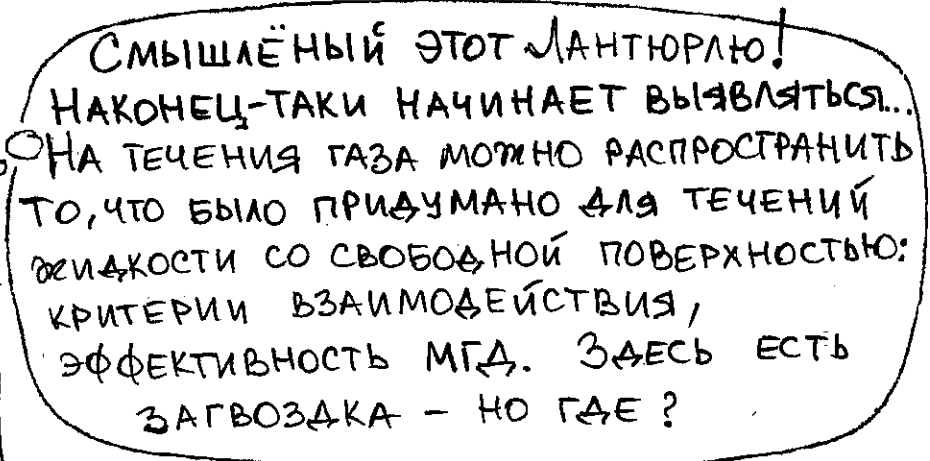 СМЫШЛЁНЫЙ ЭТОТ ЛАНТЮРЛЮ!
НАКОНЕЦ-ТАКИ НАЧИНАЕТ ВЫЯВЛЯТЬСЯ...
НА ТЕЧЕНИЯ ГАЗА МОЖНО РАСПРОСТРАНИТЬ
ТО, ЧТО БЫЛО ПРИДУМАНО ДЛЯ ТЕЧЕНИЙ
ЖИДКОСТИ СО СВОБОДНОЙ ПОВЕРХНОСТЬЮ:
КРИТЕРИИ ВЗАИМОДЕЙСТВИЯ,
ЭФФЕКТИВНОСТЬ МГД. ЗДЕСЬ ЕСТЬ
ЗАГВОЗДКА - НО ГДЕ?